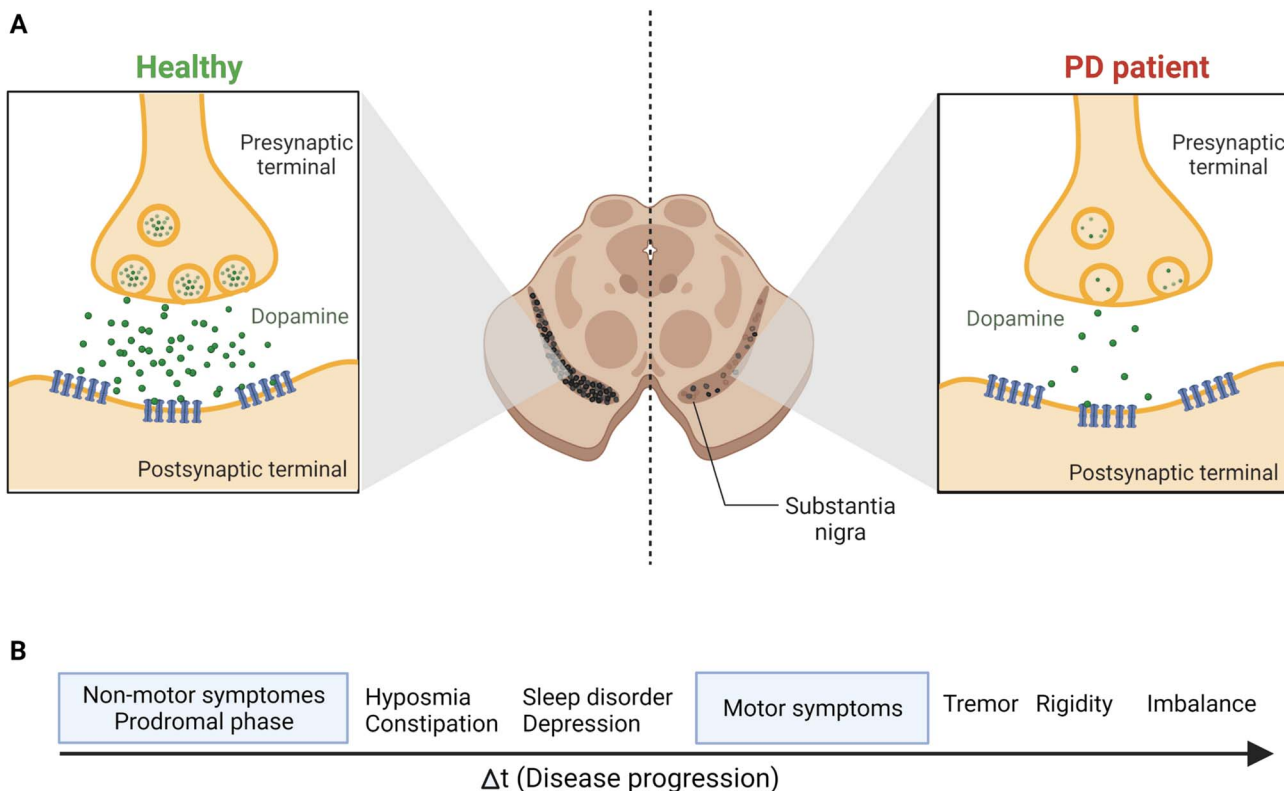 A
Healthy
PD patient
Presynaptic
terminal
Dopamine
Postsynaptic terminal
Presynaptic
terminal
Dopamine
Postsynaptic terminal
Substantia
nigra
B
Non-motor symptomes
Prodromal phase
Hyposmia
Constipation
Sleep disorder
Depression
Motor symptoms
Tremor
Rigidity
Imbalance
Δt (Disease progression)